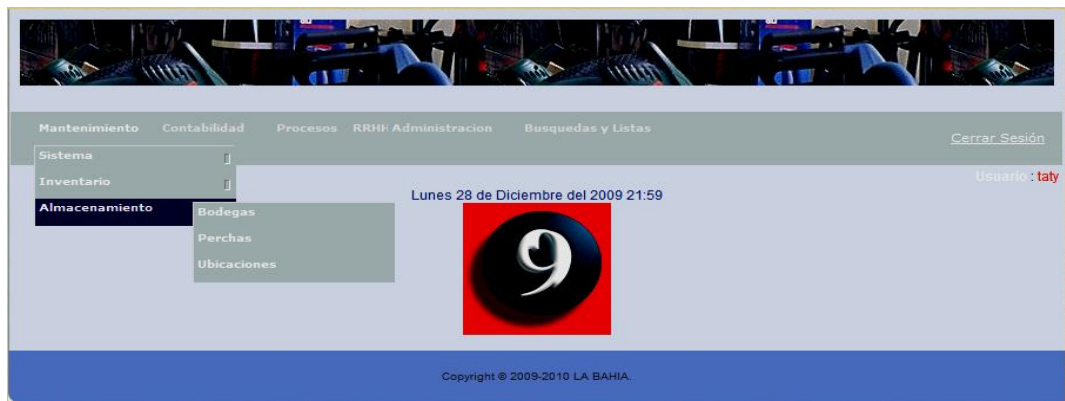 Mantenimiento Contabilidad Procesos RRHH Administracion Busquedas y Listas
Cerrar Sesión
Sistema
Inventario
Usuario : taty
Lunes 28 de Diciembre del 2009 21:59
Almacenamiento
Bodegas
Perchas
Ubicaciones
9
Copyright © 2009-2010 LA BAHIA.